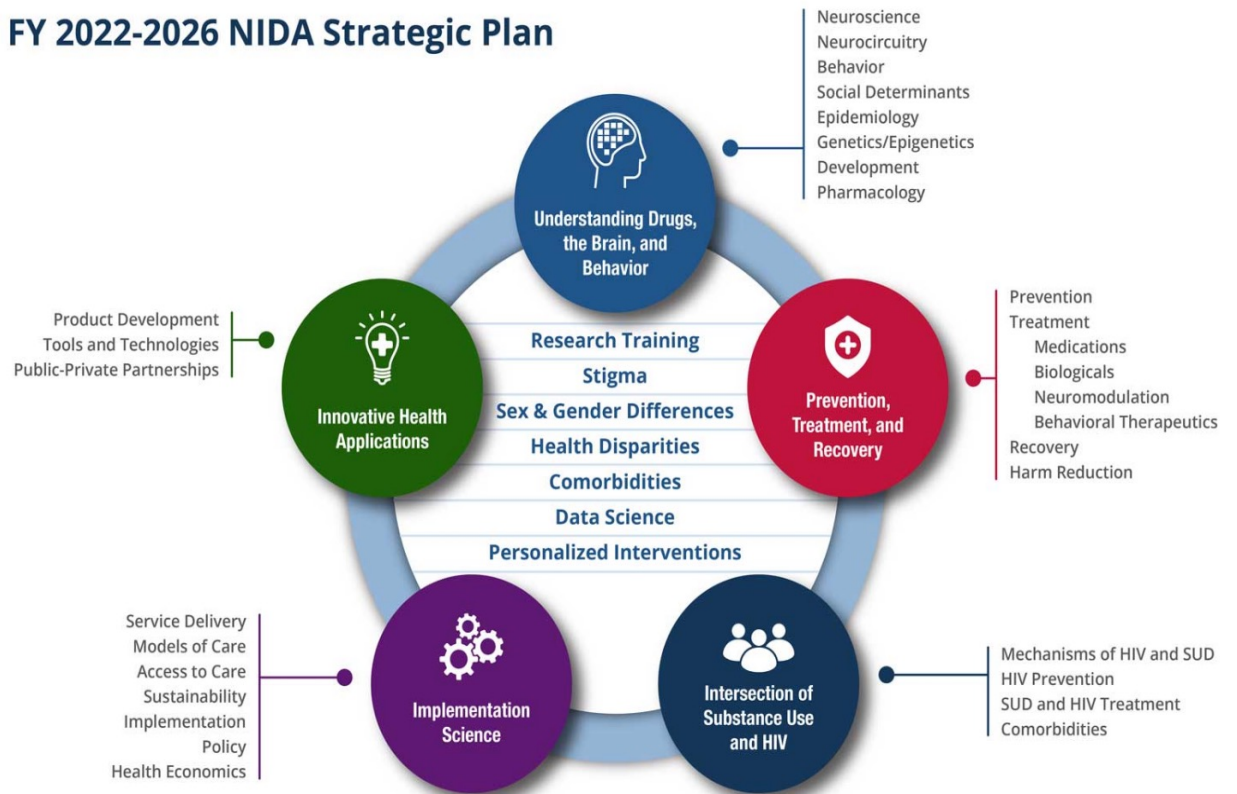 FY 2022-2026 NIDA Strategic Plan
Neuroscience
Neurocircuitry
Behavior
Social Determinants
Epidemiology
Genetics/Epigenetics
Development
Pharmacology
Understanding Drugs,
the Brain, and
Behavior
Product Development
Tools and Technologies
Public-Private Partnerships
Innovative Health
Applications
Research Training
Stigma
Sex & Gender Differences
Health Disparities
Comorbidities
Data Science
Personalized Interventions
Prevention,
Treatment, and
Recovery
Prevention
Treatment
Medications
Biologicals
Neuromodulation
Behavioral Therapeutics
Recovery
Harm Reduction
Service Delivery
Models of Care
Access to Care
Sustainability
Implementation
Policy
Health Economics
Implementation
Science
Intersection of
Substance Use
and HIV
Mechanisms of HIV and SUD
HIV Prevention
SUD and HIV Treatment
Comorbidities